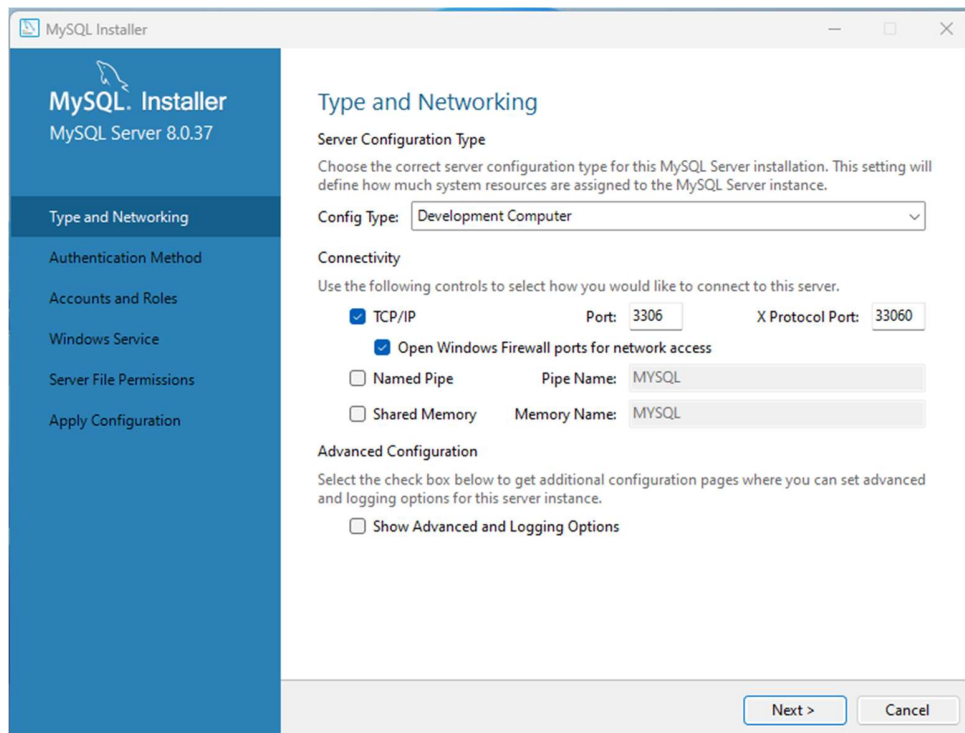 MySQL Installer
MySQL. Installer
MySQL Server 8.0.37
Type and Networking
Authentication Method
Accounts and Roles
Windows Service
Server File Permissions
Apply Configuration
Type and Networking
Server Configuration Type
Choose the correct server configuration type for this MySQL Server installation. This setting will
define how much system resources are assigned to the MySQL Server instance.
Config Type: Development Computer
Connectivity
Use the following controls to select how you would like to connect to this server.
TCP/IP Port: 3306 X Protocol Port: 33060
Open Windows Firewall ports for network access
Named Pipe Pipe Name: MYSQL
Shared Memory Memory Name: MYSQL
Advanced Configuration
Select the check box below to get additional configuration pages where you can set advanced
and logging options for this server instance.
Show Advanced and Logging Options
Next > Cancel